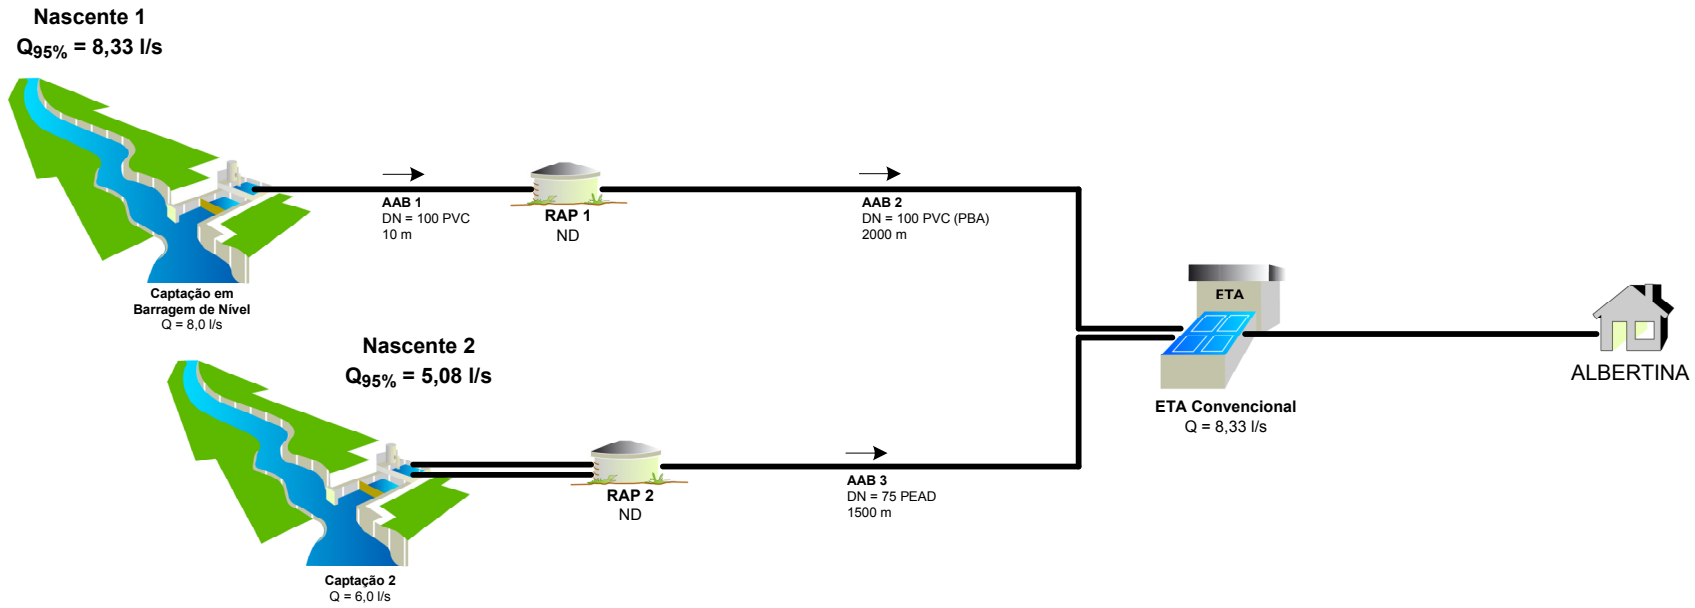 Nascente 1
Q95% = 8,33 l/s
AAB 1
DN = 100 PVC
10 m
RAP 1
ND
AAB 2
DN = 100 PVC (PBA)
2000 m
Captação em
Barragem de Nível
Q = 8,0 l/s
ETA
Nascente 2
Q95% = 5,08 l/s
ALBERTINA
ETA Convencional
Q = 8,33 l/s
RAP 2
ND
AAB 3
DN = 75 PEAD
1500 m
Captação 2
Q = 6,0 l/s